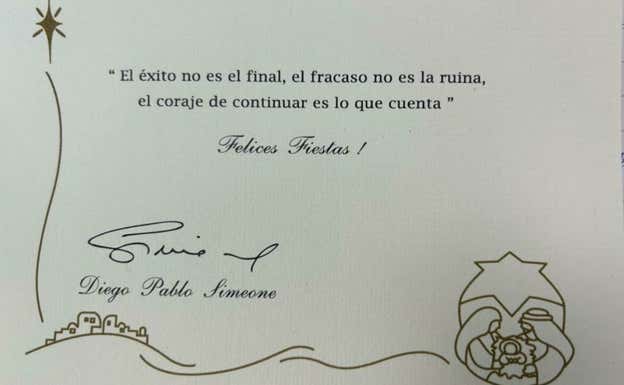 “ El éxito no es el final, el fracaso no es la ruina,
el coraje de continuar es lo que cuenta ”
Felices Fiestas !
Simeone
Diego Pablo Simeone